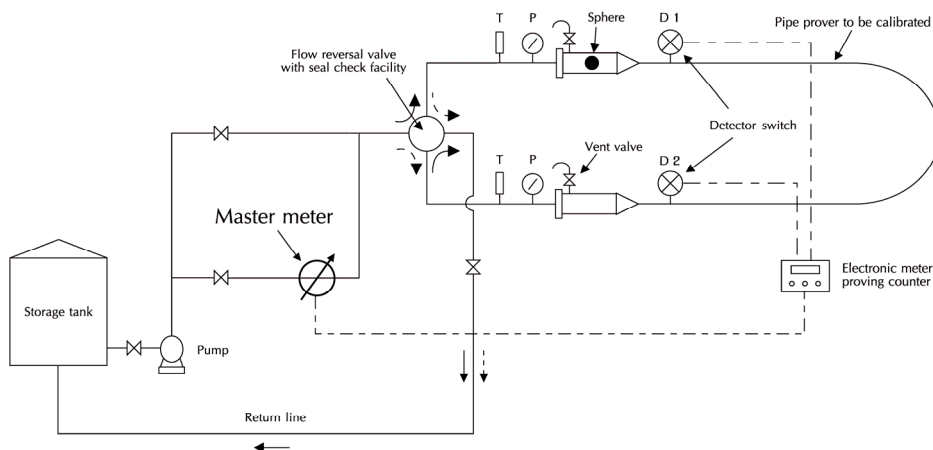 T
P
Sphere
D 1
Pipe prover to be calibrated
Flow reversal valve
with seal check facility
Detector switch
Vent valve
T
P
D 2
Master meter
Electronic meter
proving counter
Storage tank
Pump
Return line